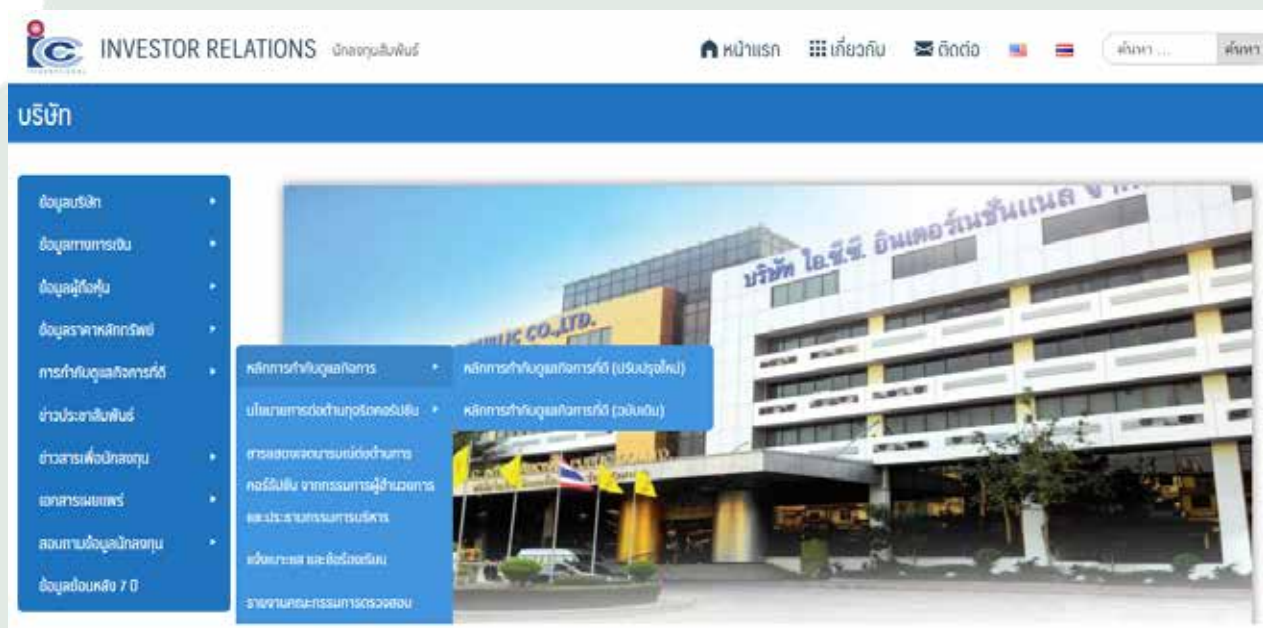 icc INVESTOR RELATIONS นักลงทุนสัมพันธ์
หน้าแรก เกี่ยวกับ ติดต่อ ค้นหา ... ค้นหา
บริษัท
ข้อมูลบริษัท
ข้อมูลทางการเงิน
ข้อมูลผู้ถือหุ้น
ข้อมูลราคาหลักทรัพย์
การกำกับดูแลกิจการที่ดี
ข่าวประชาสัมพันธ์
ข่าวสารเพื่อนักลงทุน
เอกสารเผยแพร่
สอบถามข้อมูลนักลงทุน
ข้อมูลย้อนหลัง 7 ปี
หลักการกำกับดูแลกิจการ
นโยบายการต่อต้านทุจริตคอร์รัปชัน
สารแสดงเจตนารมณ์ต่อต้านการ
คอร์รัปชัน จากกรรมการผู้อำนวยการ
และประธานกรรมการบริหาร
แจ้งเบาะแส และข้อร้องเรียน
รายงานคณะกรรมการตรวจสอบ
หลักการกำกับดูแลกิจการที่ดี (ปรับปรุงใหม่)
หลักการกำกับดูแลกิจการที่ดี (ฉบับเดิม)
บริษัท ไอ.ซี.ซี. อินเตอร์เนชั่นแนล
CO.,LTD.